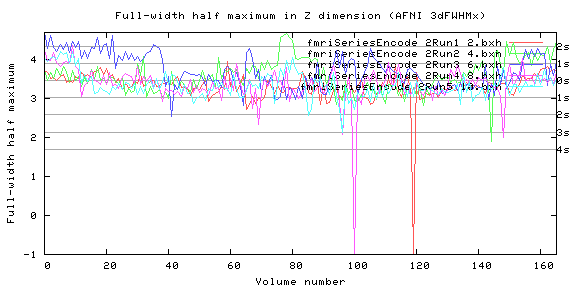 Full-width half maximum in Z dimension (AFNI 3dFWHMx)
Full-width half maximum
4
3
2
1
0
-1
fmriSeriesEncode 2Run1 2.bxh
fmriSeriesEncode 2Run2 4.bxh
fmriSeriesEncode 2Run3 6.bxh
fmriSeriesEncode 2Run4 8.bxh
fmriSeriesEncode 2Run5
2s
1s
0s
-1s
-2s
-3s
-4s
0 20 40 60 80 100 120 140 160
Volume number